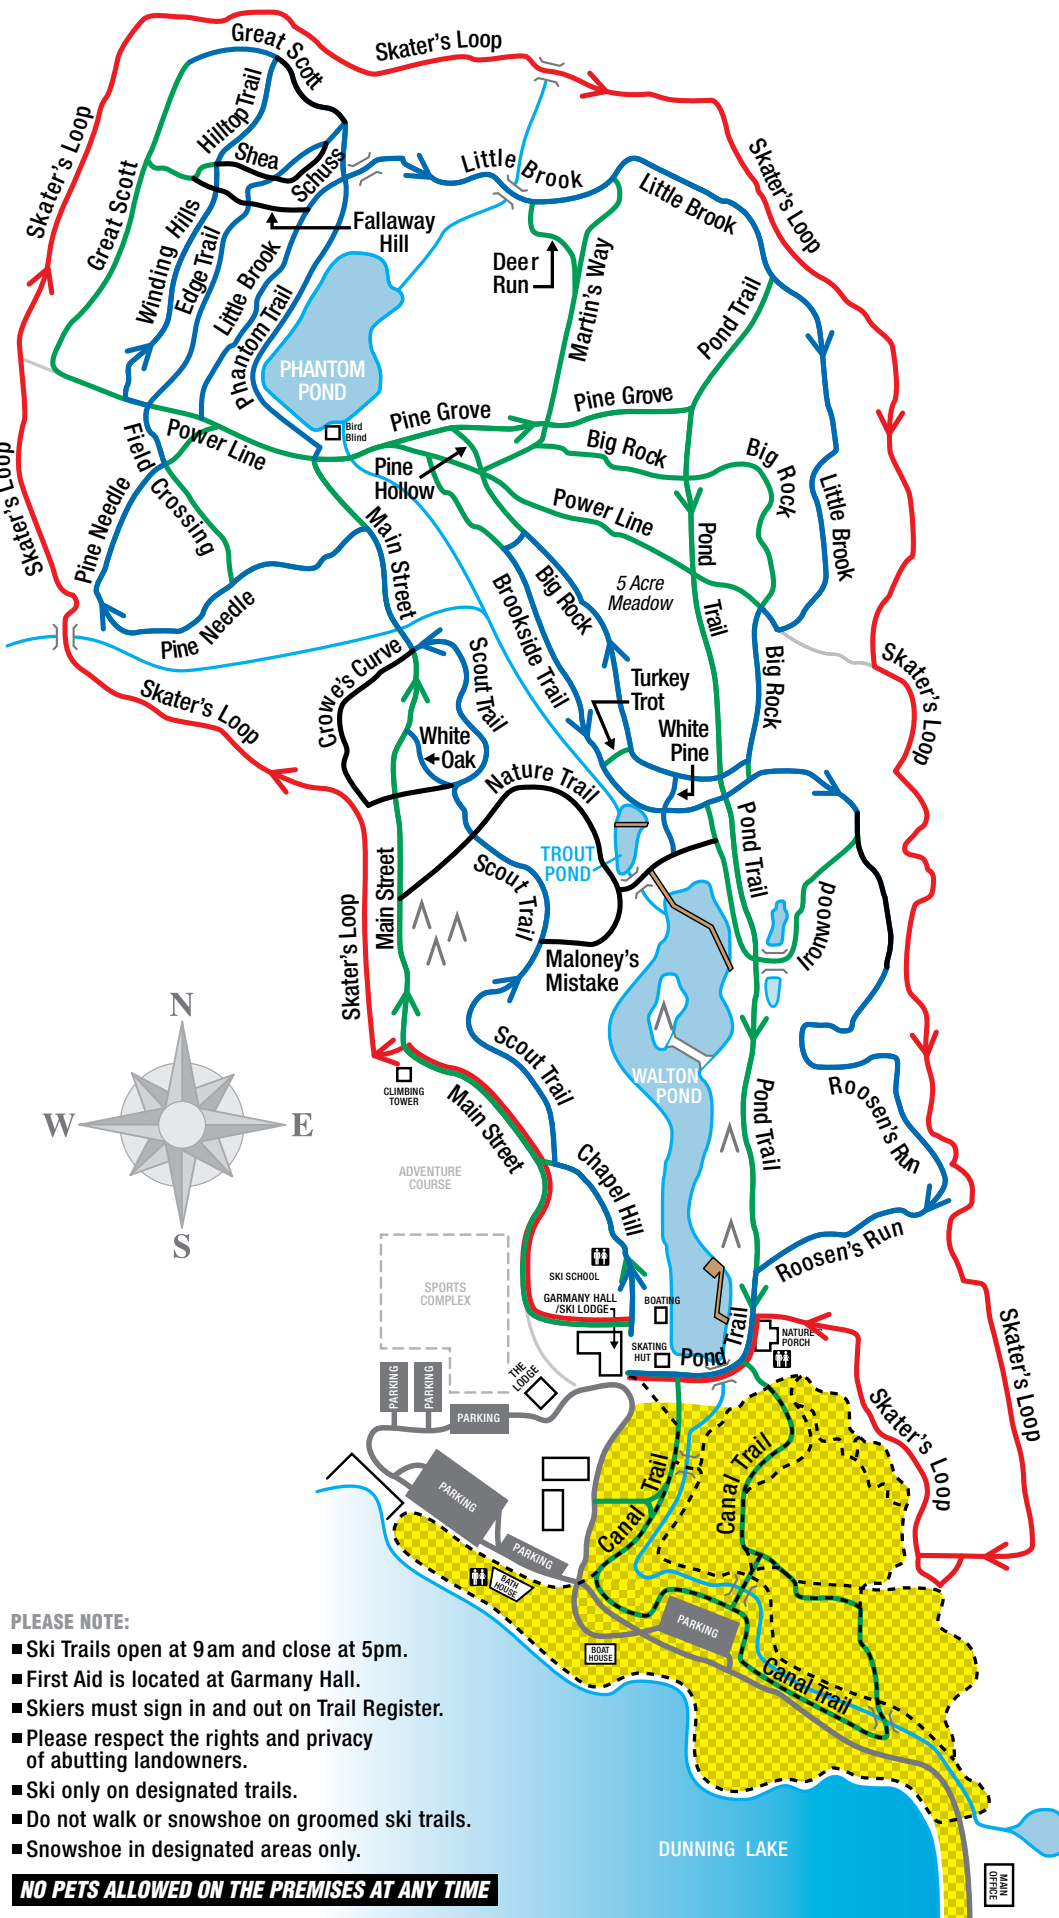 Great Scott
Skater's Loop
Skater's Loop
Hilltop Trail
Shea
Schuss
Little Brook
Little Brook
Skater's Loop
Great Scott
Fallaway
Hill
Winding Hills
Edge Trail
Little Brook
Phantom Trail
Deer
Run
Martin's Way
Pond Trail
PHANTOM
POND
Bird
Blind
Pine Grove
Pine Grove
Power Line
Field Crossing
Pine
Hollow
Big Rock
Big Rock
Little Brook
Skater's Loop
Pine Needle
Main Street
Power Line
Pond Trail
Brookside Trail
Big Rock
5 Acre
Meadow
Pine Needle
Crowe's Curve
Scout Trail
Turkey
Trot
White
Pine
Big Rock
Skater's Loop
Skater's Loop
White
Oak
Nature Trail
TROUT
POND
Pond Trail
Main Street
Scout Trail
Ironwood
Skater's Loop
Maloney's
Mistake
N
W
E
S
CLIMBING
TOWER
Scout Trail
WALTON
POND
Main Street
Pond Trail
Roosen's Run
ADVENTURE
COURSE
Chapel Hill
Roosen's Run
SKI SCHOOL
SPORTS
COMPLEX
GARMANY HALL
/SKI LODGE
BOATING
SKATING
HUT
Pond Trail
NATURE
PORCH
Skater's Loop
THE
LODGE
PARKING
PARKING
PARKING
Skater's Loop
Canal Trail
Canal Trail
PARKING
PARKING
BATH
HOUSE
PARKING
BOAT
HOUSE
Canal Trail
PLEASE NOTE:
■ Ski Trails open at 9am and close at 5pm.
■ First Aid is located at Garmany Hall.
■ Skiers must sign in and out on Trail Register.
■ Please respect the rights and privacy
of abutting landowners.
■ Ski only on designated trails.
■ Do not walk or snowshoe on groomed ski trails.
■ Snowshoe in designated areas only.
NO PETS ALLOWED ON THE PREMISES AT ANY TIME
DUNNING LAKE
MAIN
OFFICE